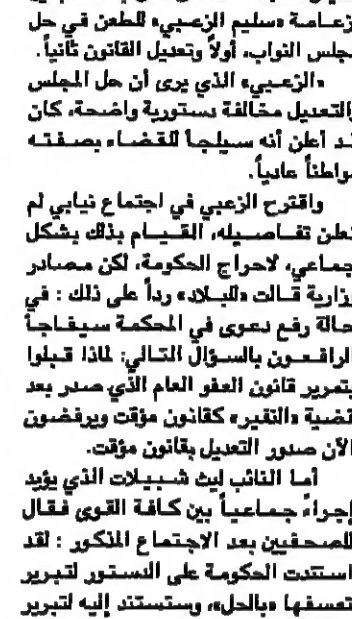 زعامة «سليم الزعبي» للطعن في حل
مجلس النواب، أولاً وتعديل القانون ثانياً.
«الزعبي» الذي يرى أن حل المجلس
والتعديل مخالفة دستورية واضحة، كان
قد أعلن أنه سيلجأ للقضاء بصفته
مواطناً عادياً.
واقترح الزعبي في اجتماع نيابي لم
تعلن تفاصيله، القيام بذلك بشكل
جماعي، لاحراج الحكومة، لكن مصادر
وزارية قالت «للبلاد» رداً على ذلك : في
حالة رفع دعوى في المحكمة سيفاجأ
الرافعون بالسؤال التالي: لماذا قبلوا
بتمرير قانون العفو العام الذي صدر بعد
قضية «النقير» كقانون مؤقت ويرفضون
الآن صدور التعديل بقانون مؤقت.
أما النائب ليث شبيلات الذي يؤيد
إجراءً جماعياً بين كافة القوى فقال
للصحفيين بعد الاجتماع المذكور : لقد
استندت الحكومة على الدستور لتبرير
تعسفها «بالحل»، وستستند إليه لتبرير